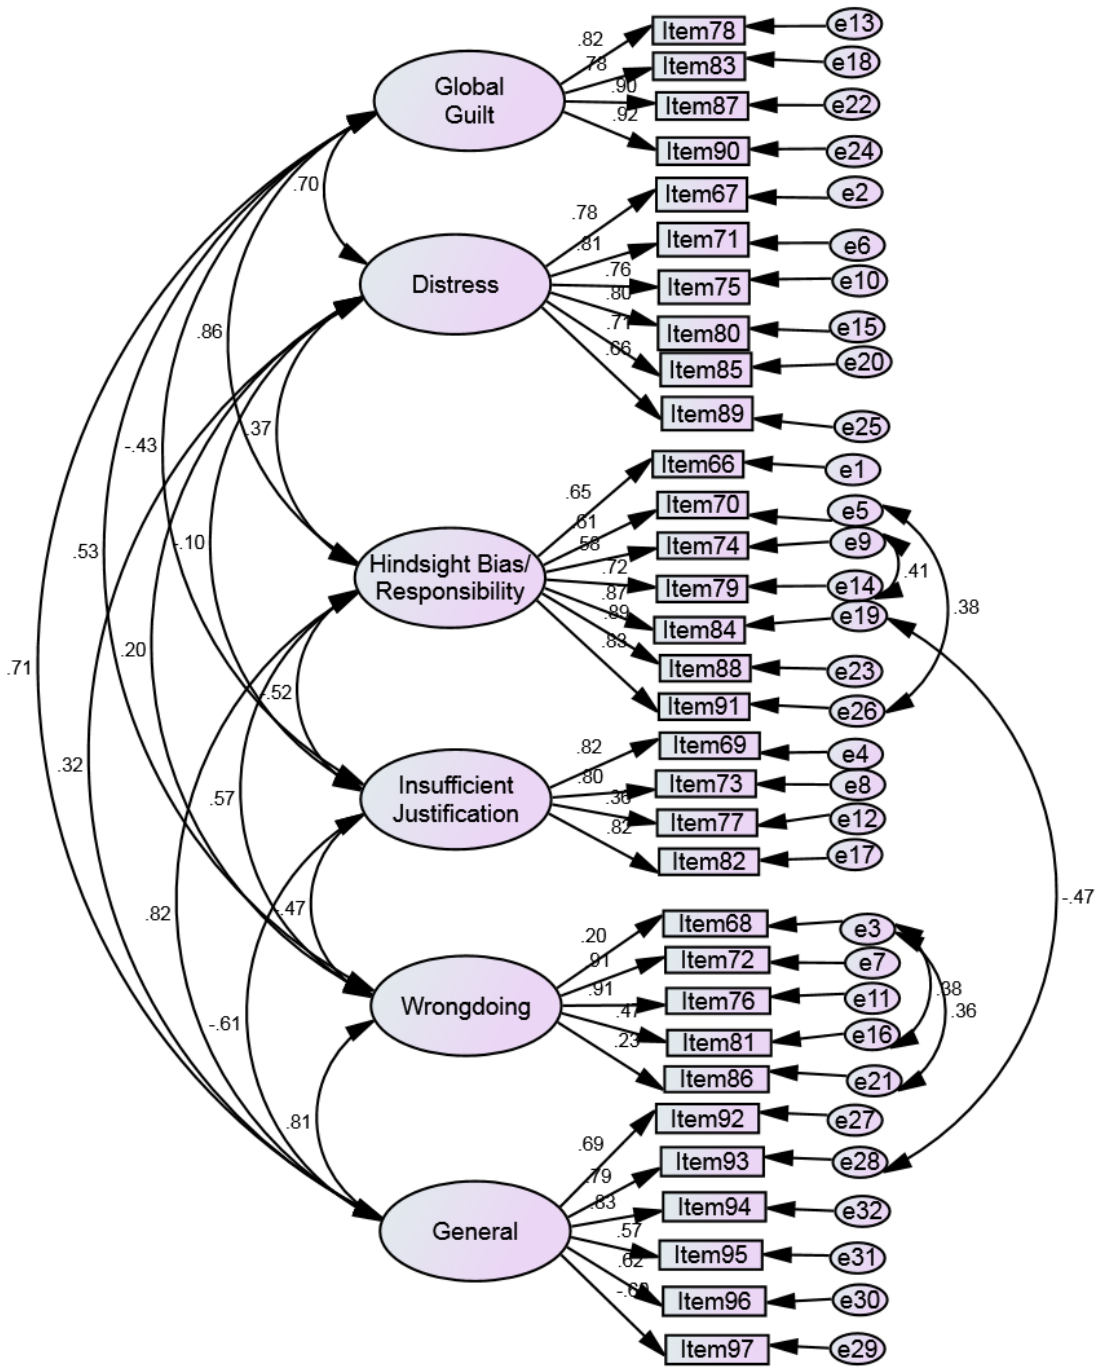 Global
Guilt
.82
.78
.90
.92
Item78
e13
Item83
e18
Item87
e22
Item90
e24
.70
Distress
.78
.81
.76
.80
.71
.66
Item67
e2
Item71
e6
Item75
e10
Item80
e15
Item85
e20
Item89
e25
.86
.37
-.43
-.10
.53
.20
.71
.32
Hindsight Bias/
Responsibility
.65
.61
.58
.72
.87
.89
.83
Item66
e1
Item70
e5
Item74
e9
Item79
e14
Item84
e19
Item88
e23
Item91
e26
.41
.38
-.52
.57
.82
Insufficient
Justification
.82
.80
.36
.82
Item69
e4
Item73
e8
Item77
e12
Item82
e17
-.47
-.47
-.61
Wrongdoing
.20
.91
.91
.47
.23
Item68
e3
Item72
e7
Item76
e11
Item81
e16
Item86
e21
.38
.36
.81
General
.69
.79
.83
.57
.62
Item92
e27
Item93
e28
Item94
e32
Item95
e31
Item96
e30
Item97
e29